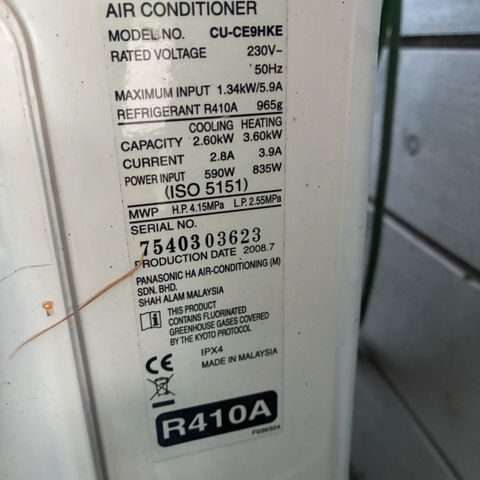 AIR CONDITIONER
MODEL NO. CU-CE9HKE
RATED VOLTAGE 230V~
50Hz
MAXIMUM INPUT 1.34kW/5.9A
REFRIGERANT R410A 965g
COOLING HEATING
CAPACITY 2.60kW 3.60kW
CURRENT 2.8A 3.9A
POWER INPUT 590W 835W
(ISO 5151)
MWP H.P. 4.15MPa L.P. 2.55MPa
SERIAL NO.
7540303623
PRODUCTION DATE 2008.7
PANASONIC HA AIR-CONDITIONING (M)
SDN. BHD.
SHAH ALAM MALAYSIA
i THIS PRODUCT
CONTAINS FLUORINATED
GREENHOUSE GASES COVERED
BY THE KYOTO PROTOCOL
CE IPX4
MADE IN MALAYSIA
R410A
F036324